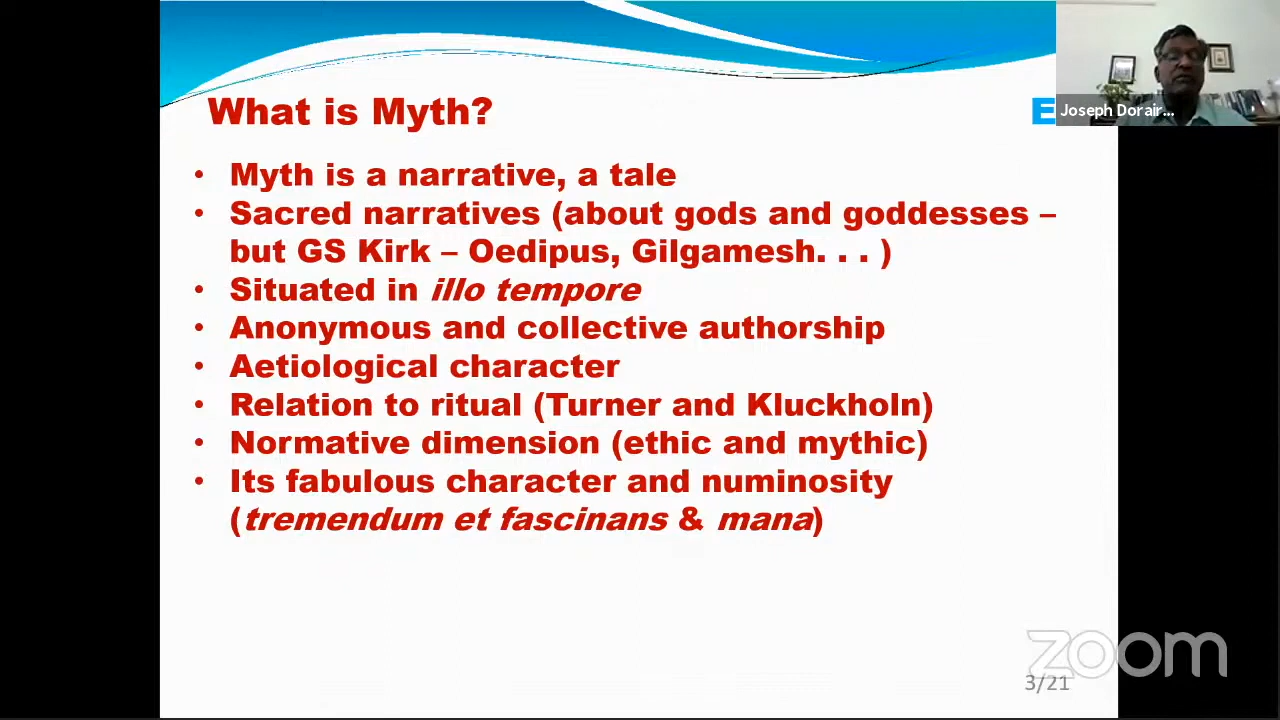 What is Myth?
E
Joseph Dorair...
• Myth is a narrative, a tale
• Sacred narratives (about gods and goddesses –
but GS Kirk – Oedipus, Gilgamesh. . . )
• Situated in illo tempore
• Anonymous and collective authorship
• Aetiological character
• Relation to ritual (Turner and Kluckholn)
• Normative dimension (ethic and mythic)
• Its fabulous character and numinosity
(tremendum et fascinans & mana)
zoom
3/21